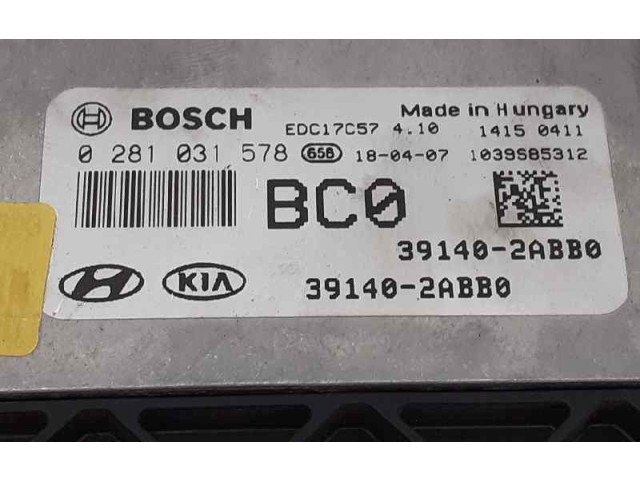 BOSCH EDC17C57 4.10 Made in Hungary
1415 0411
0 281 031 578 656 18-04-07 1039S85312
BC0
39140-2ABB0
KIA 39140-2ABB0